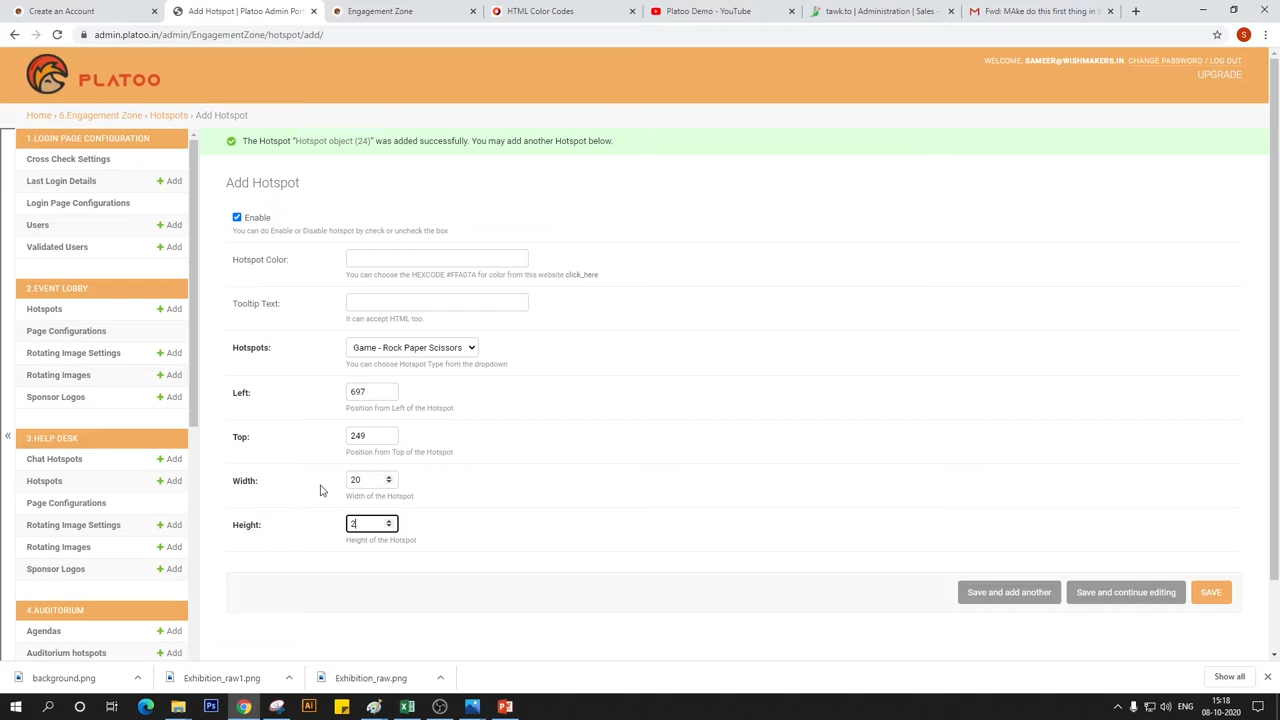 Create an Account
Add Hotspot | Hotspot Port
Engagement Zone
HTML Color Codes
Platoo Demo - YouTube
tawk.to | Administration | Sales -
Fwd: MAke do this first thing in t
admin.platoo.in/admin/EngagementZone/hotspot/add/
S
PLATOO
WELCOME, SAMEER@WISHMAKERS.IN. CHANGE PASSWORD / LOG OUT
UPGRADE
Home › 6.Engagement Zone › Hotspots › Add Hotspot
1.LOGIN PAGE CONFIGURATION
Cross Check Settings
Last Login Details Add
Login Page Configurations
Users Add
Validated Users Add
2.EVENT LOBBY
Hotspots Add
Page Configurations
Rotating Image Settings Add
Rotating Images Add
Sponsor Logos Add
3.HELP DESK
Chat Hotspots Add
Hotspots Add
Page Configurations
Rotating Image Settings Add
Rotating Images Add
Sponsor Logos Add
4.AUDITORIUM
Agendas Add
Auditorium hotspots Add
«
The Hotspot "Hotspot object (24)" was added successfully. You may add another Hotspot below.
Add Hotspot
Enable
You can do Enable or Disable hotspot by check or uncheck the box
Hotspot Color:
You can choose the HEXCODE #FFA07A for color from this website click_here
Tooltip Text:
It can accept HTML too.
Hotspots: Game - Rock Paper Scissors
You can choose Hotspot Type from the dropdown
Left: 697
Position from Left of the Hotspot
Top: 249
Position from Top of the Hotspot
Width: 20
Width of the Hotspot
Height: 2
Height of the Hotspot
Save and add another Save and continue editing SAVE
background.png
Exhibition_raw1.png
Exhibition_raw.png
Show all
15:18
08-10-2020